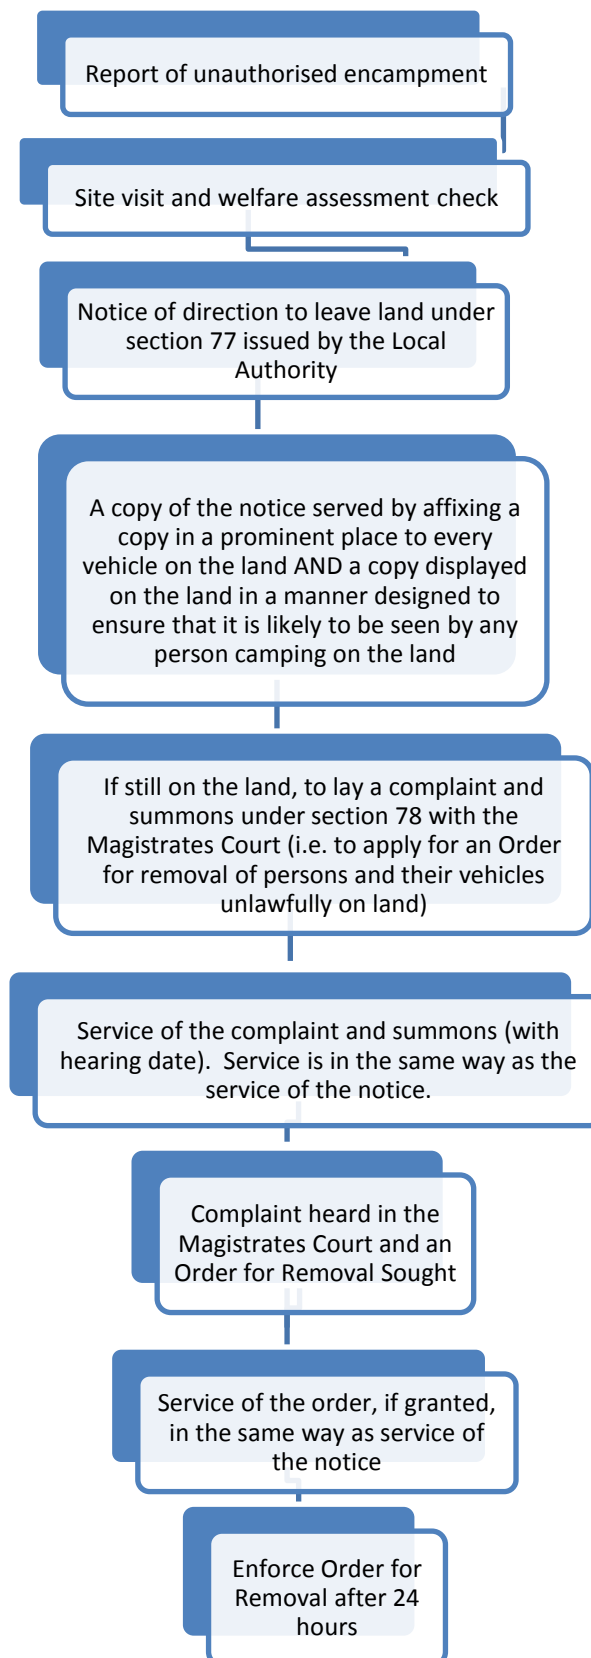 Report of unauthorised encampment
Site visit and welfare assessment check
Notice of direction to leave land under
section 77 issued by the Local
Authority
A copy of the notice served by affixing a
copy in a prominent place to every
vehicle on the land AND a copy displayed
on the land in a manner designed to
ensure that it is likely to be seen by any
person camping on the land
If still on the land, to lay a complaint and
summons under section 78 with the
Magistrates Court (i.e. to apply for an Order
for removal of persons and their vehicles
unlawfully on land)
Service of the complaint and summons (with
hearing date).  Service is in the same way as the
service of the notice.
Complaint heard in the
Magistrates Court and an
Order for Removal Sought
Service of the order, if granted,
in the same way as service of
the notice
Enforce Order for
Removal after 24
hours